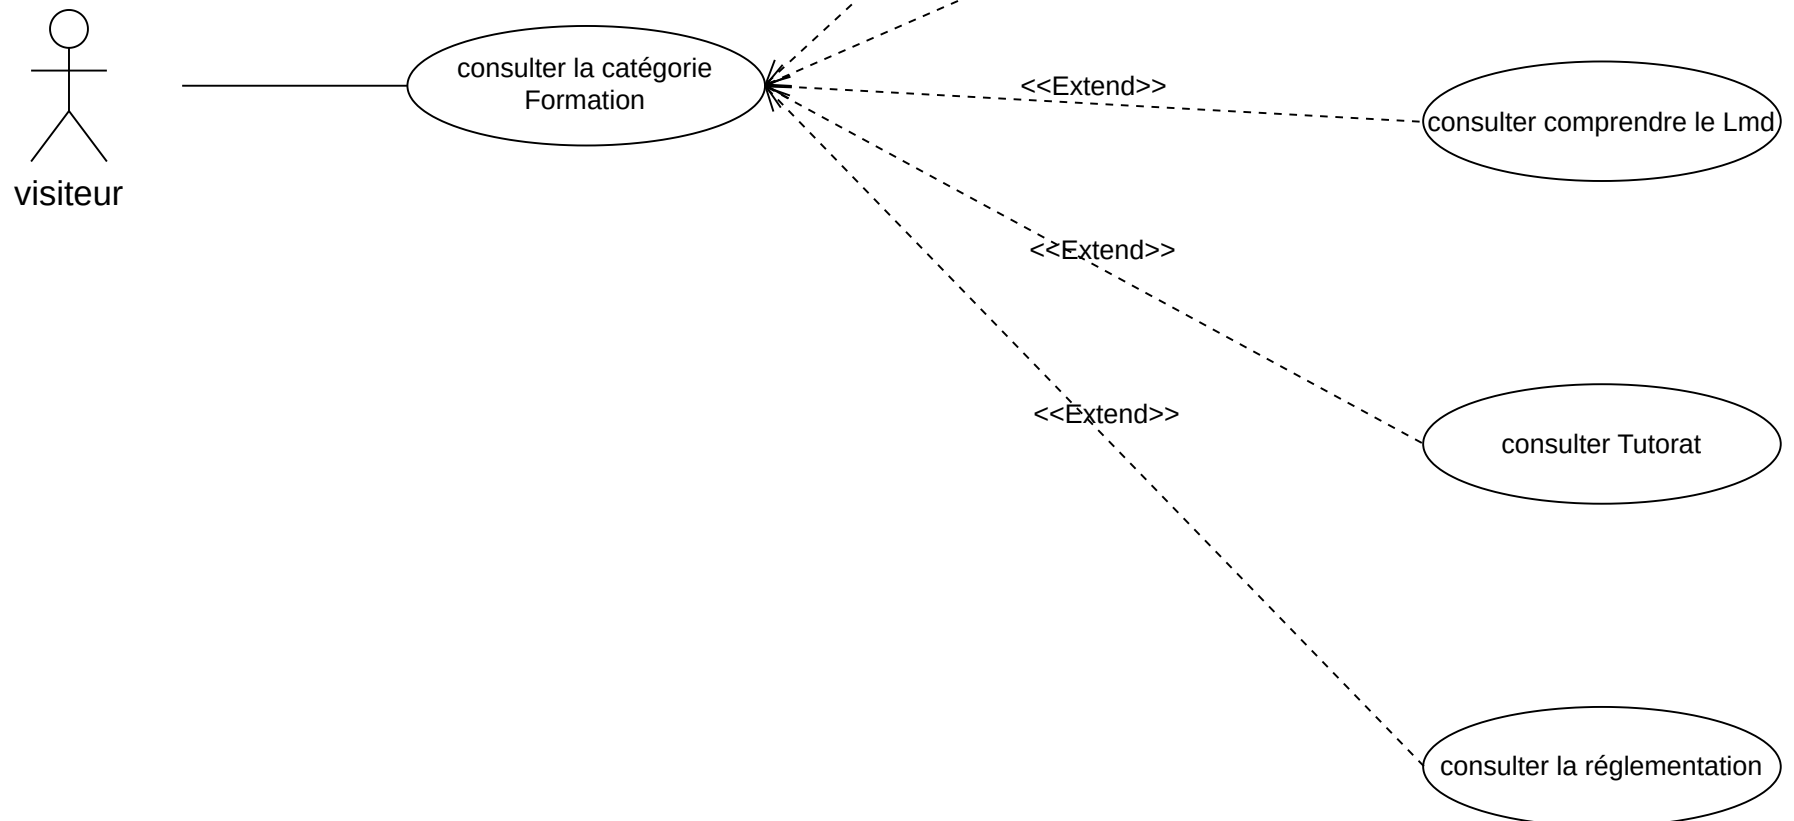 consulter la catégorie
Formation
<<Extend>>
consulter comprendre le Lmd
visiteur
<<Extend>>
<<Extend>>
consulter Tutorat
consulter la réglementation